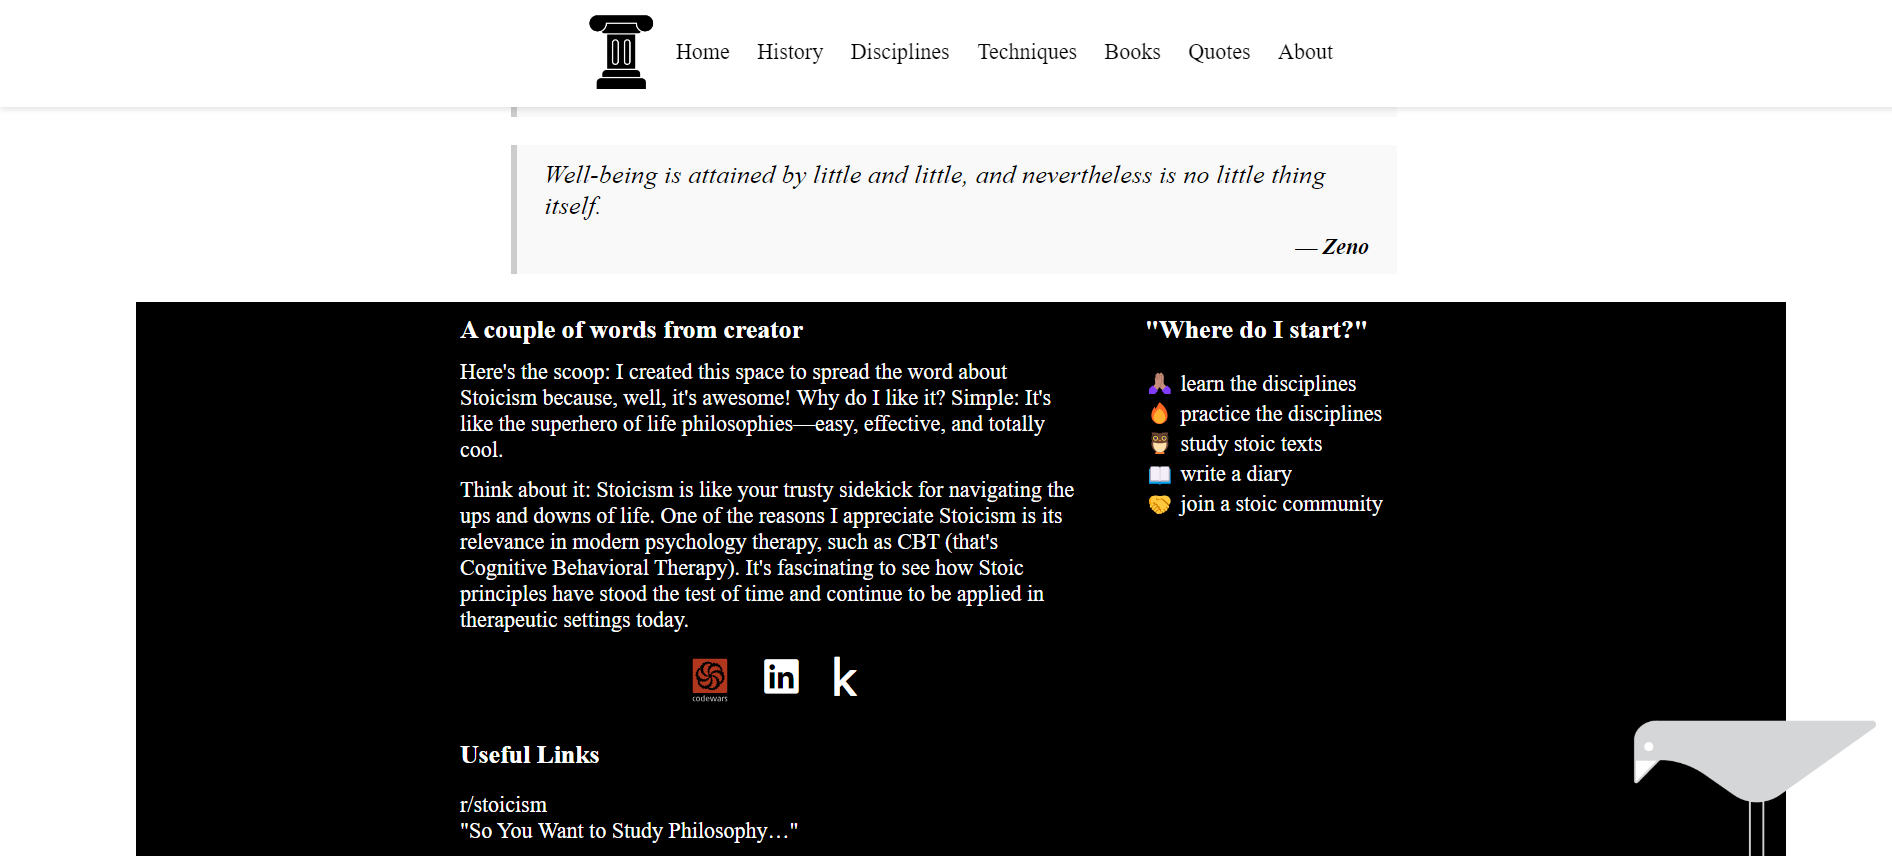 Home History Disciplines Techniques Books Quotes About
Well-being is attained by little and little, and nevertheless is no little thing
itself.
— Zeno
A couple of words from creator
Here's the scoop: I created this space to spread the word about
Stoicism because, well, it's awesome! Why do I like it? Simple: It's
like the superhero of life philosophies—easy, effective, and totally
cool.
Think about it: Stoicism is like your trusty sidekick for navigating the
ups and downs of life. One of the reasons I appreciate Stoicism is its
relevance in modern psychology therapy, such as CBT (that's
Cognitive Behavioral Therapy). It's fascinating to see how Stoic
principles have stood the test of time and continue to be applied in
therapeutic settings today.
codewars
in
k
"Where do I start?"
learn the disciplines
practice the disciplines
study stoic texts
write a diary
join a stoic community
Useful Links
r/stoicism
"So You Want to Study Philosophy…"